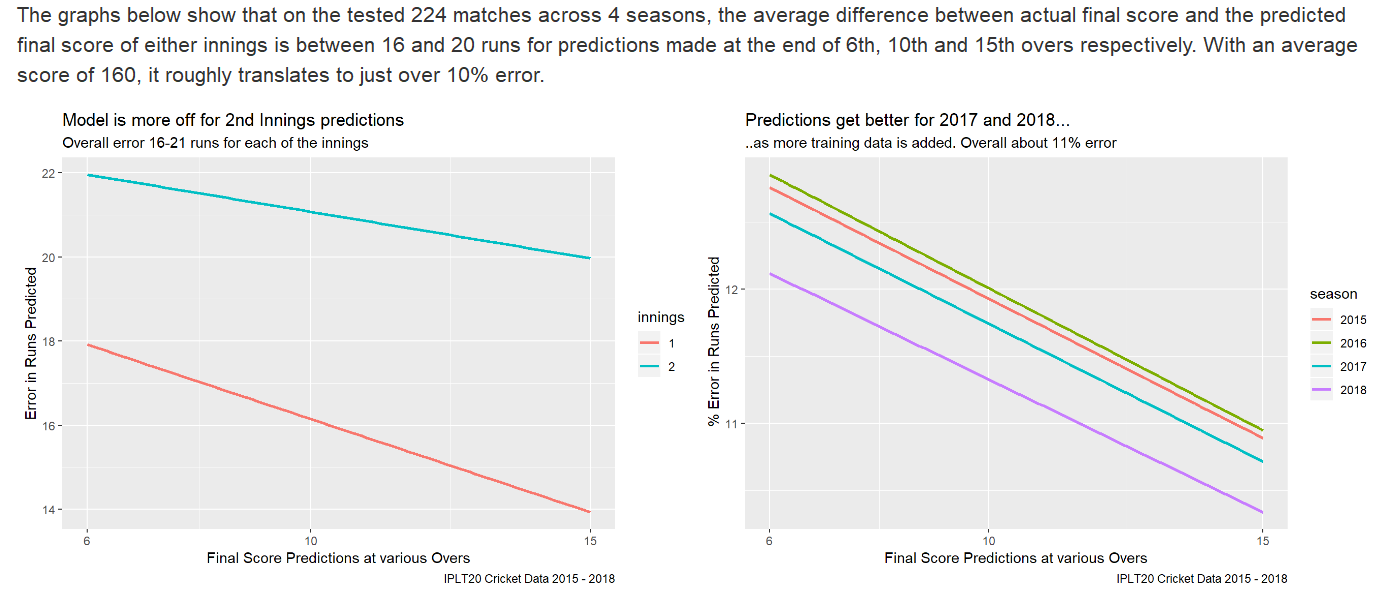 The graphs below show that on the tested 224 matches across 4 seasons, the average difference between actual final score and the predicted
final score of either innings is between 16 and 20 runs for predictions made at the end of 6th, 10th and 15th overs respectively. With an average
score of 160, it roughly translates to just over 10% error.
Model is more off for 2nd Innings predictions
Overall error 16-21 runs for each of the innings
Error in Runs Predicted
22
20
18
16
14
6 10 15
Final Score Predictions at various Overs
IPLT20 Cricket Data 2015 - 2018
innings
1
2
Predictions get better for 2017 and 2018...
..as more training data is added. Overall about 11% error
% Error in Runs Predicted
12
11
6 10 15
Final Score Predictions at various Overs
IPLT20 Cricket Data 2015 - 2018
season
2015
2016
2017
2018